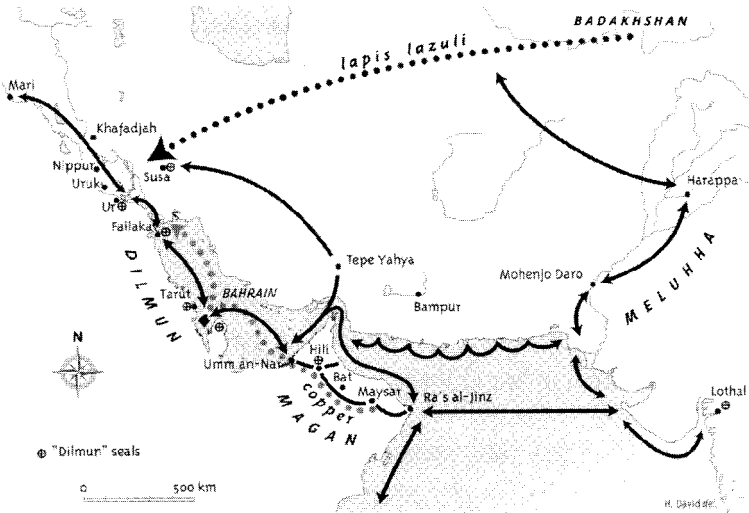 BADAKHSHAN
lapis lazuli
Mari
Khafadjah
Nippur
Susa
Uruk
Ur
Harappa
Failaka
Tepe Yahya
Mohenjo Daro
MELUHHA
DILMUN
Tarut
BAHRAIN
Bampur
N
Umm an-Nar
Hili
Bat
Maysar
Ra's al-Jinz
Lothal
copper
MAGAN
"Dilmun" seals
0 500 km